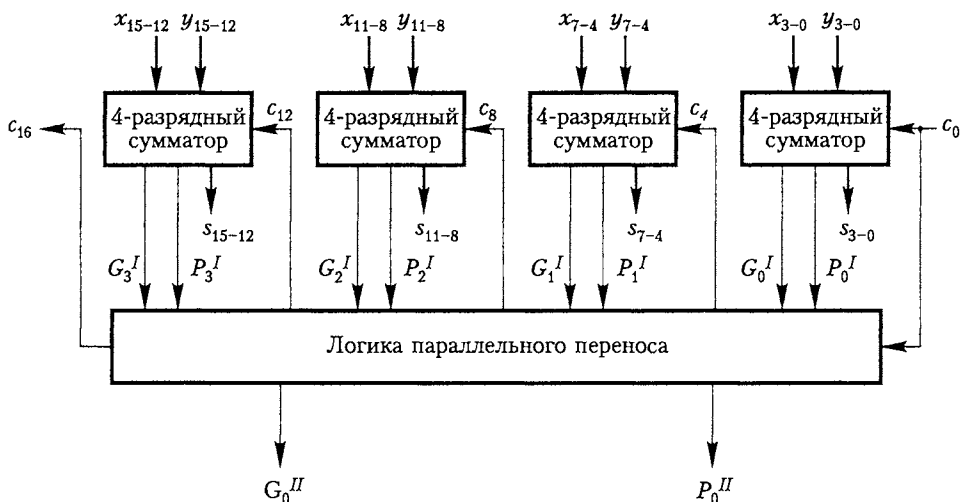 x₁₅₋₁₂ y₁₅₋₁₂ x₁₁₋₈ y₁₁₋₈ x₇₋₄ y₇₋₄ x₃₋₀ y₃₋₀
4-разрядный сумматор
4-разрядный сумматор
4-разрядный сумматор
4-разрядный сумматор
c₁₆ c₁₂ c₈ c₄ c₀
s₁₅₋₁₂ s₁₁₋₈ s₇₋₄ s₃₋₀
G₃ᴵ P₃ᴵ G₂ᴵ P₂ᴵ G₁ᴵ P₁ᴵ G₀ᴵ P₀ᴵ
Логика параллельного переноса
G₀ᴵᴵ P₀ᴵᴵ